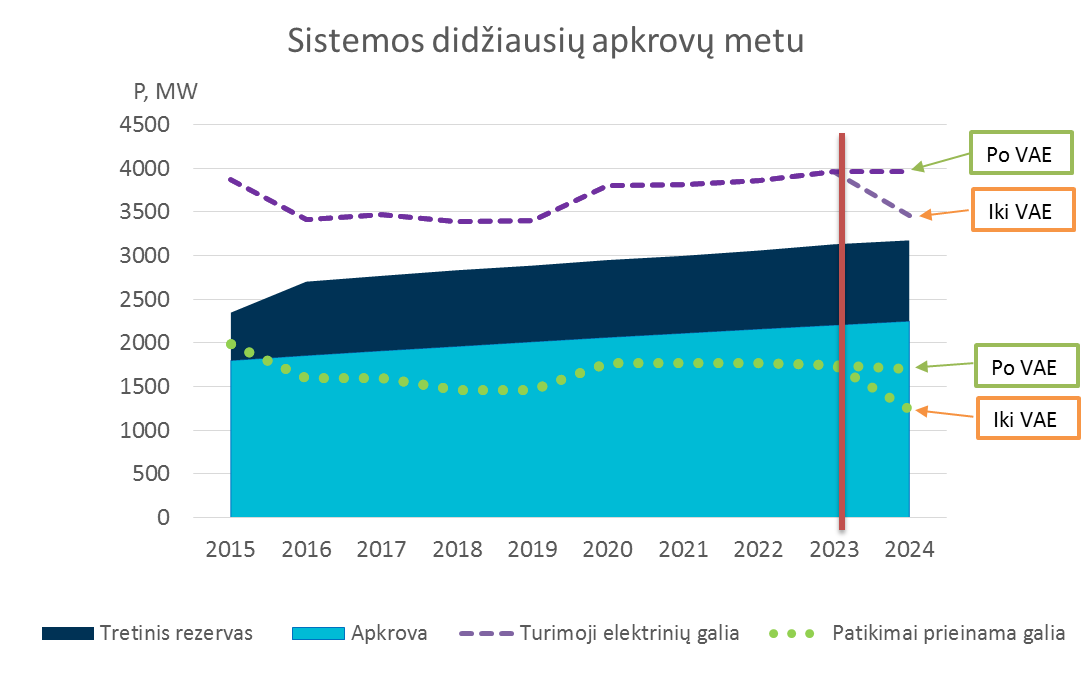 Sistemos didžiausių apkrovų metu
P, MW
4500
4000
3500
3000
2500
2000
1500
1000
500
0
Po VAE
Iki VAE
Po VAE
Iki VAE
2015 2016 2017 2018 2019 2020 2021 2022 2023 2024
Tretinis rezervas Apkrova Turimoji elektrinių galia Patikimai prieinama galia